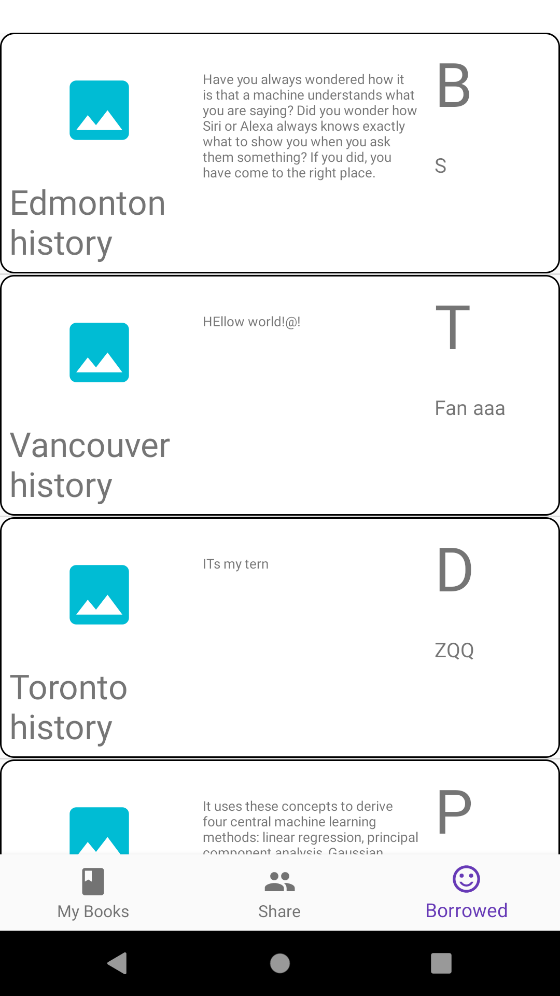 Have you always wondered how it
is that a machine understands what
you are saying? Did you wonder how
Siri or Alexa always knows exactly
what to show you when you ask
them something? If you did, you
have come to the right place.
B
S
Edmonton
history
HEllow world!@!
T
Fan aaa
Vancouver
history
ITs my tern
D
ZQQ
Toronto
history
It uses these concepts to derive
four central machine learning
methods: linear regression, principal
component analysis, Gaussian
P
My Books
Share
Borrowed